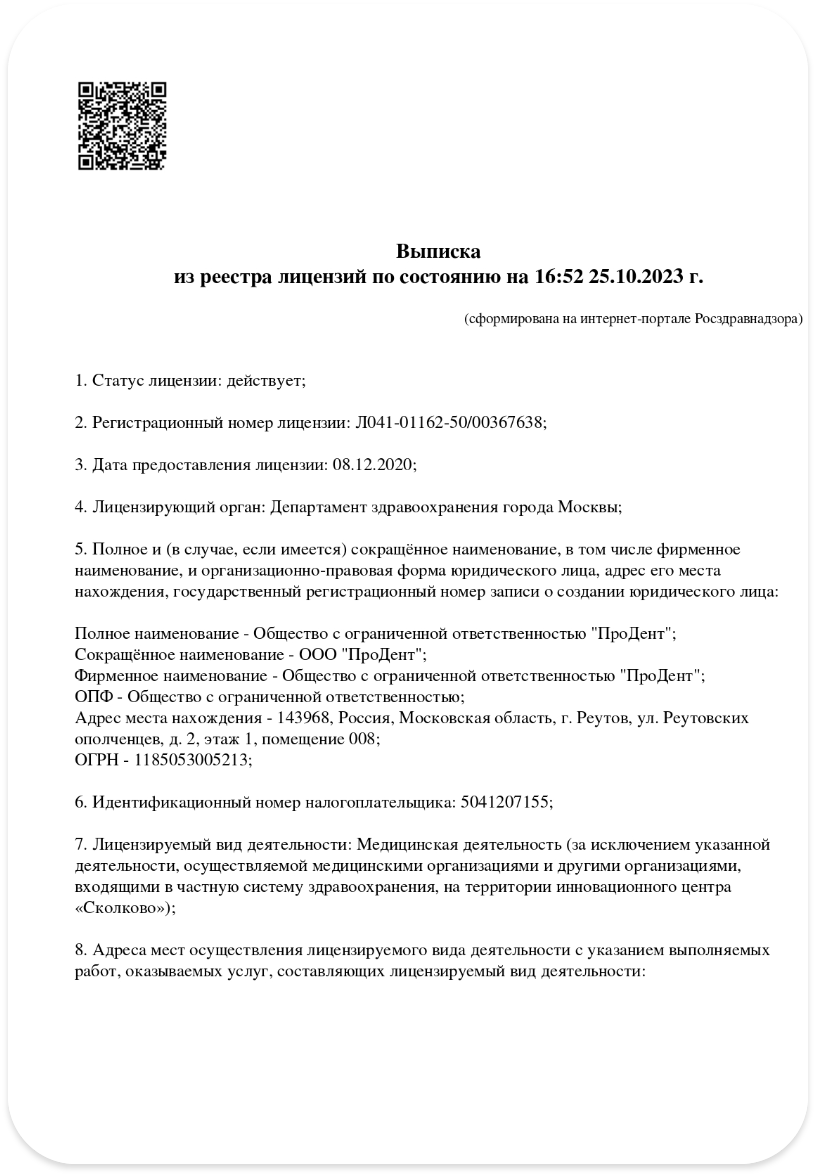 Выписка
из реестра лицензий по состоянию на 16:52 25.10.2023 г.
(сформирована на интернет-портале Росздравнадзора)
1. Статус лицензии: действует;
2. Регистрационный номер лицензии: Л041-01162-50/00367638;
3. Дата предоставления лицензии: 08.12.2020;
4. Лицензирующий орган: Департамент здравоохранения города Москвы;
5. Полное и (в случае, если имеется) сокращённое наименование, в том числе фирменное
наименование, и организационно-правовая форма юридического лица, адрес его места
нахождения, государственный регистрационный номер записи о создании юридического лица:
Полное наименование - Общество с ограниченной ответственностью "ПроДент";
Сокращённое наименование - ООО "ПроДент";
Фирменное наименование - Общество с ограниченной ответственностью "ПроДент";
ОПФ - Общество с ограниченной ответственностью;
Адрес места нахождения - 143968, Россия, Московская область, г. Реутов, ул. Реутовских
ополченцев, д. 2, этаж 1, помещение 008;
ОГРН - 1185053005213;
6. Идентификационный номер налогоплательщика: 5041207155;
7. Лицензируемый вид деятельности: Медицинская деятельность (за исключением указанной
деятельности, осуществляемой медицинскими организациями и другими организациями,
входящими в частную систему здравоохранения, на территории инновационного центра
«Сколково»);
8. Адреса мест осуществления лицензируемого вида деятельности с указанием выполняемых
работ, оказываемых услуг, составляющих лицензируемый вид деятельности: